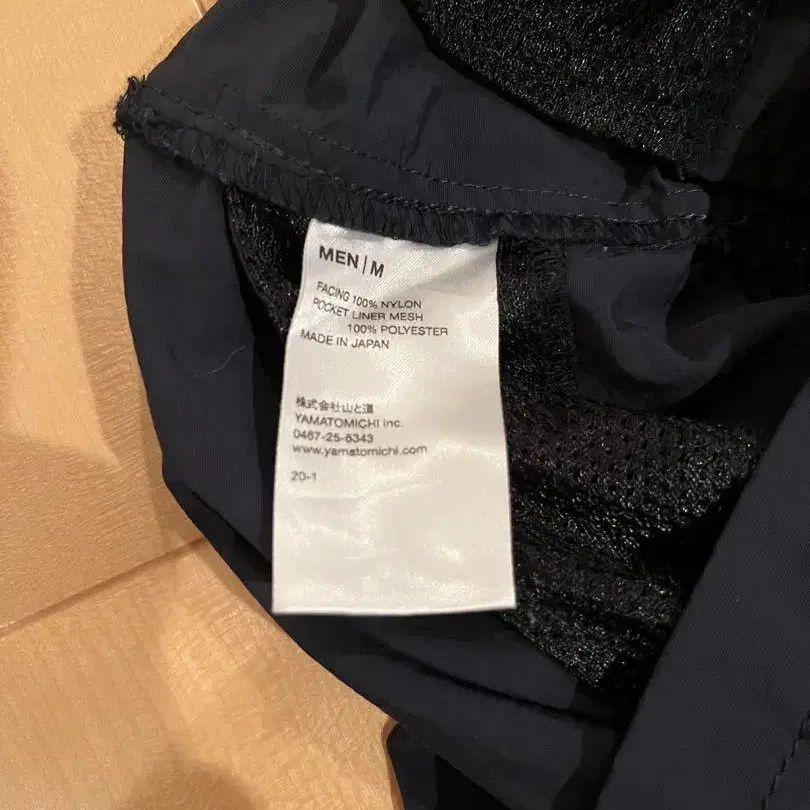 MEN|M
FACING 100% NYLON
POCKET LINER MESH
100% POLYESTER
MADE IN JAPAN
株式会社山と道
YAMATOMICHI Inc.
0467-25-6343
www.yamatomichi.com
20-1